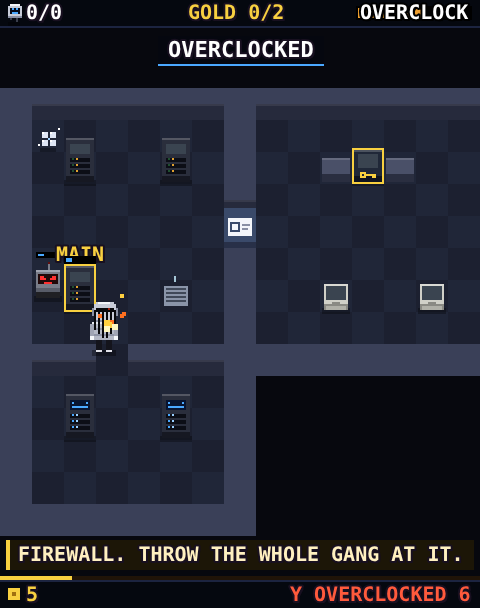 0/0 GOLD 0/2 OVERCLOCK
OVERCLOCKED
MAIN
FIREWALL. THROW THE WHOLE GANG AT IT.
5 Y OVERCLOCKED 6